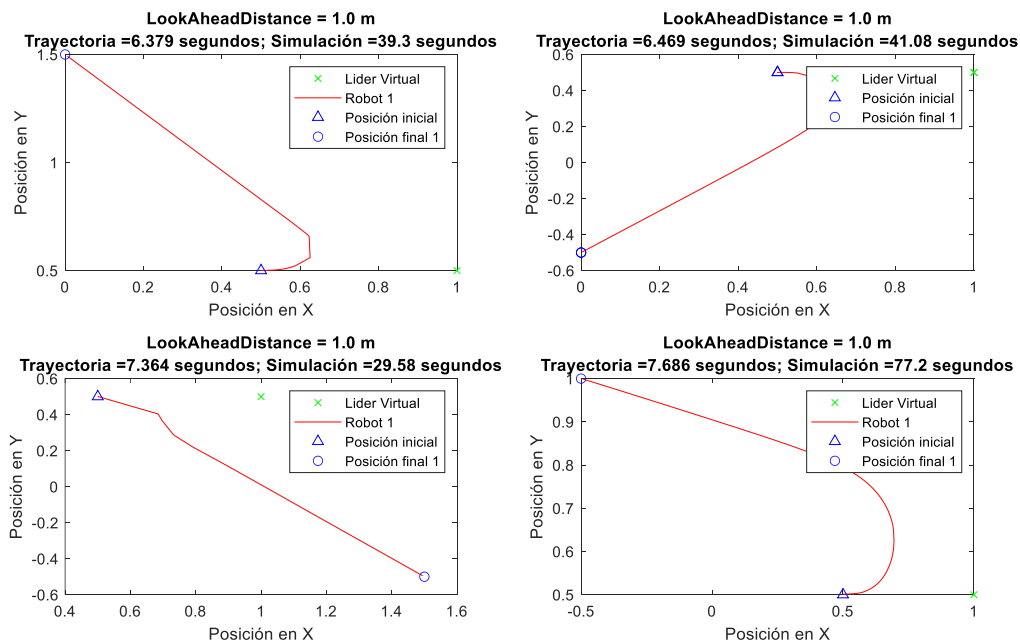 LookAheadDistance = 1.0 m
Trayectoria =6.379 segundos; Simulación =39.3 segundos
1.5
1
0.5
Posición en Y
Lider Virtual
Robot 1
Posición inicial
Posición final 1
0 0.2 0.4 0.6 0.8 1
Posición en X
LookAheadDistance = 1.0 m
Trayectoria =6.469 segundos; Simulación =41.08 segundos
0.6
0.4
0.2
0
-0.2
-0.4
-0.6
Posición en Y
Lider Virtual
Posición inicial
Posición final 1
0 0.2 0.4 0.6 0.8 1
Posición en X
LookAheadDistance = 1.0 m
Trayectoria =7.364 segundos; Simulación =29.58 segundos
0.6
0.4
0.2
0
-0.2
-0.4
-0.6
Posición en Y
Lider Virtual
Robot 1
Posición inicial
Posición final 1
0.4 0.6 0.8 1 1.2 1.4 1.6
Posición en X
LookAheadDistance = 1.0 m
Trayectoria =7.686 segundos; Simulación =77.2 segundos
1
0.9
0.8
0.7
0.6
0.5
Posición en Y
Lider Virtual
Robot 1
Posición inicial
Posición final 1
-0.5 0 0.5 1
Posición en X